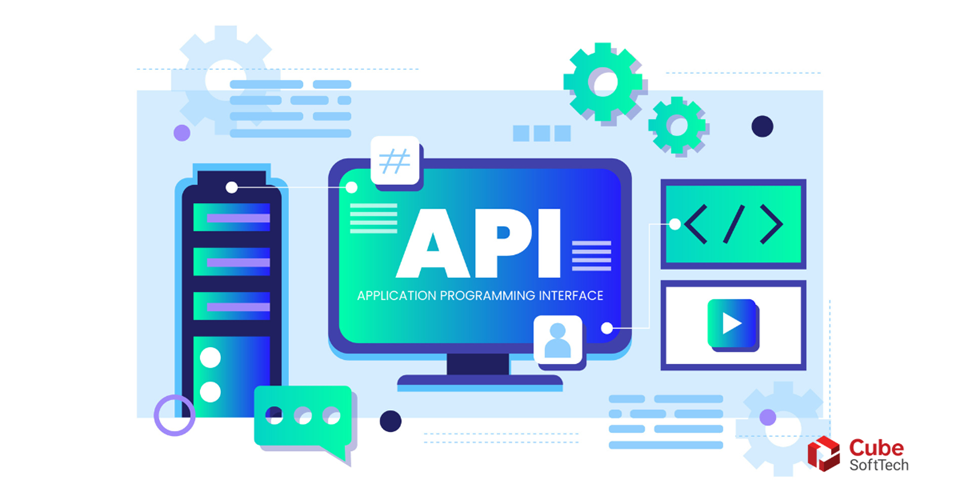 #
API
APPLICATION PROGRAMMING INTERFACE
</>
Cube
SoftTech